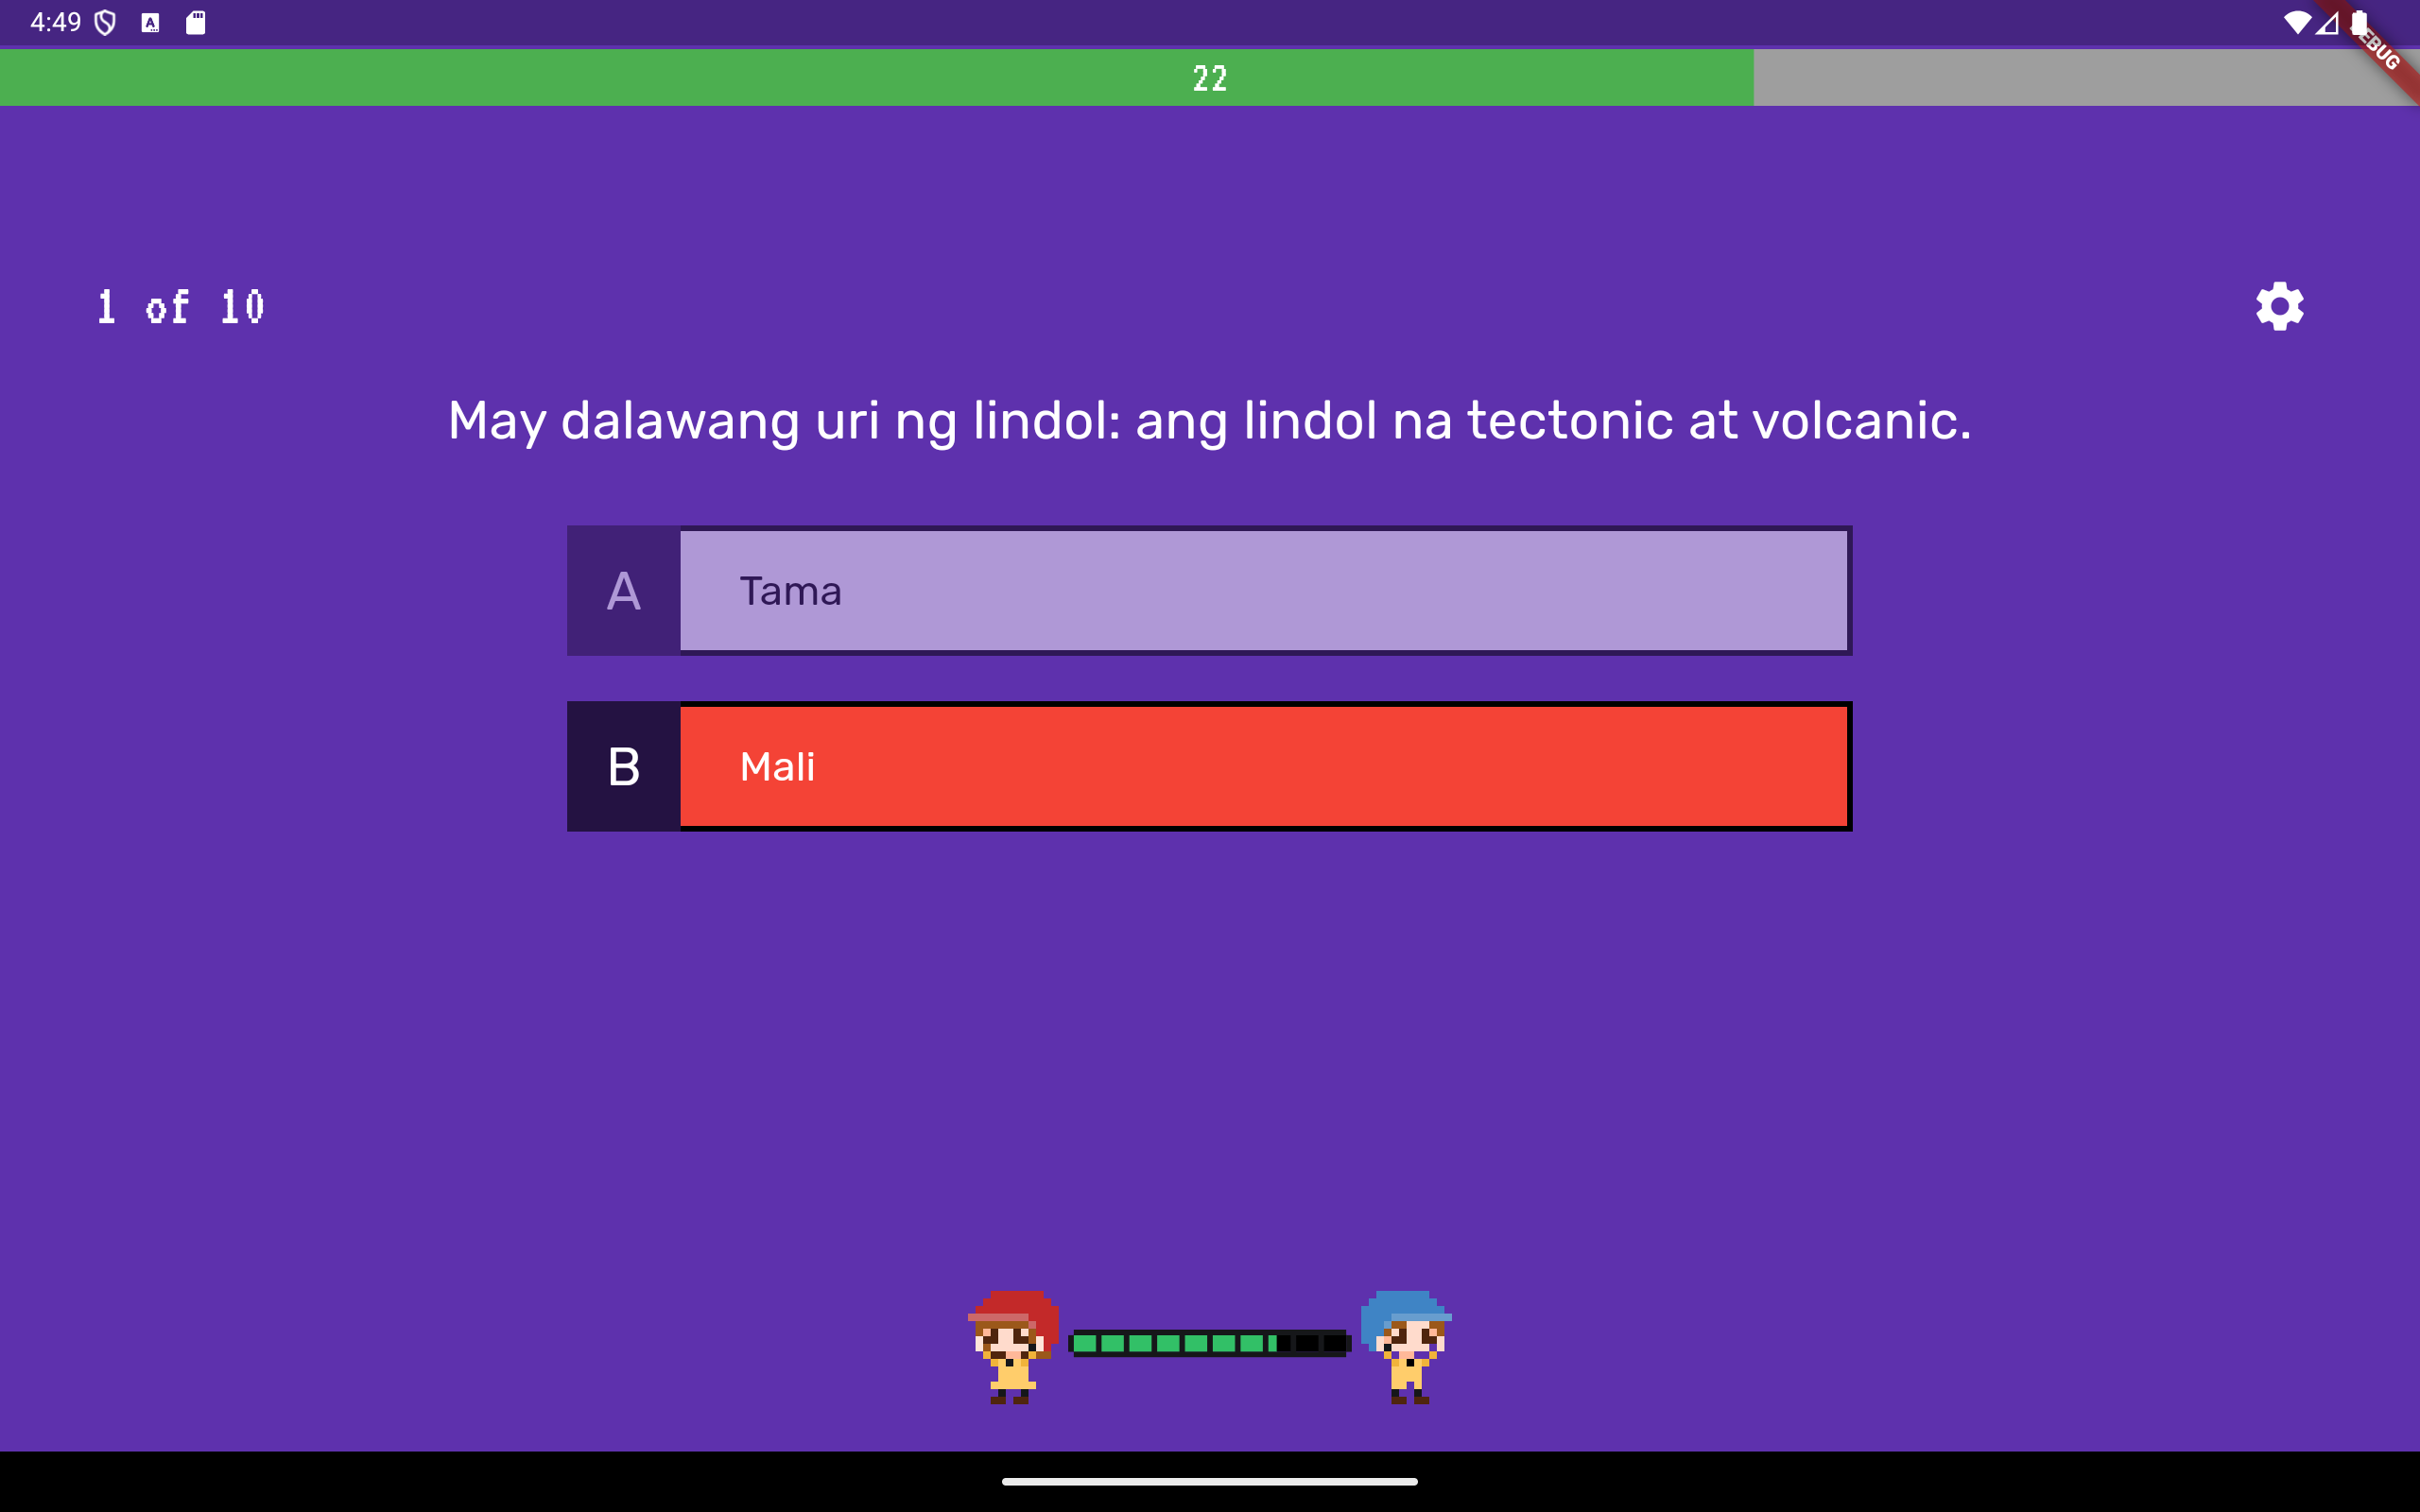 4:49
22
1 of 10
May dalawang uri ng lindol: ang lindol na tectonic at volcanic.
A Tama
B Mali